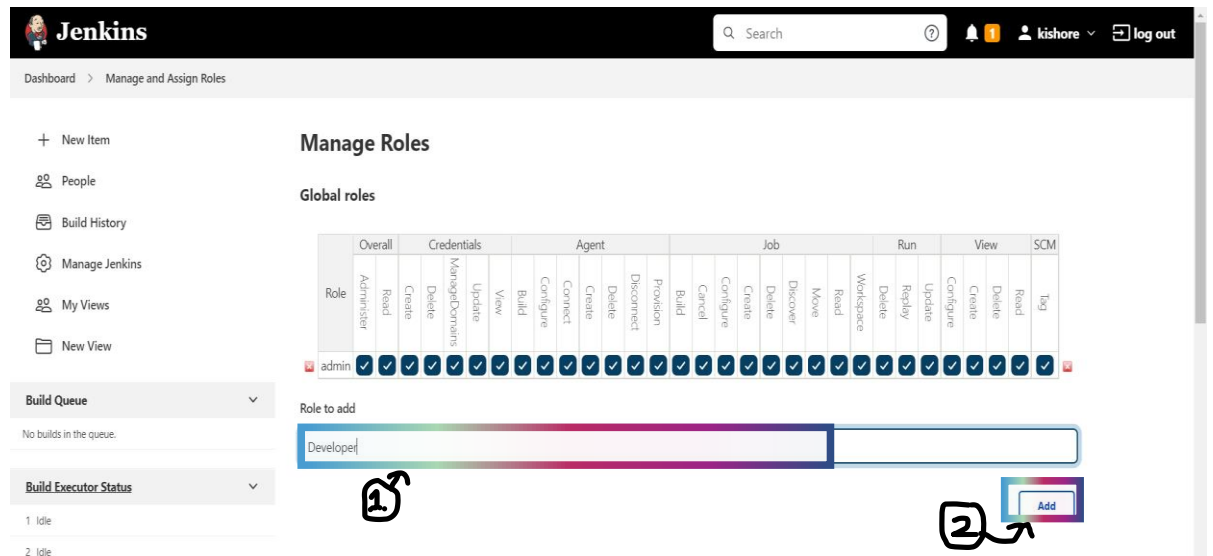 Jenkins
Search
1
kishore
log out
Dashboard > Manage and Assign Roles
New Item
People
Build History
Manage Jenkins
My Views
New View
Build Queue
No builds in the queue.
Build Executor Status
1 Idle
2 Idle
Manage Roles
Global roles
Role Overall Credentials Agent Job Run View SCM
Administer Read Create Delete ManageDomains Update View Build Configure Connect Create Delete Disconnect Provision Build Cancel Configure Create Delete Discover Move Read Workspace Delete Replay Update Configure Create Delete Read Tag
admin
Role to add
Developer
1.
Add
2